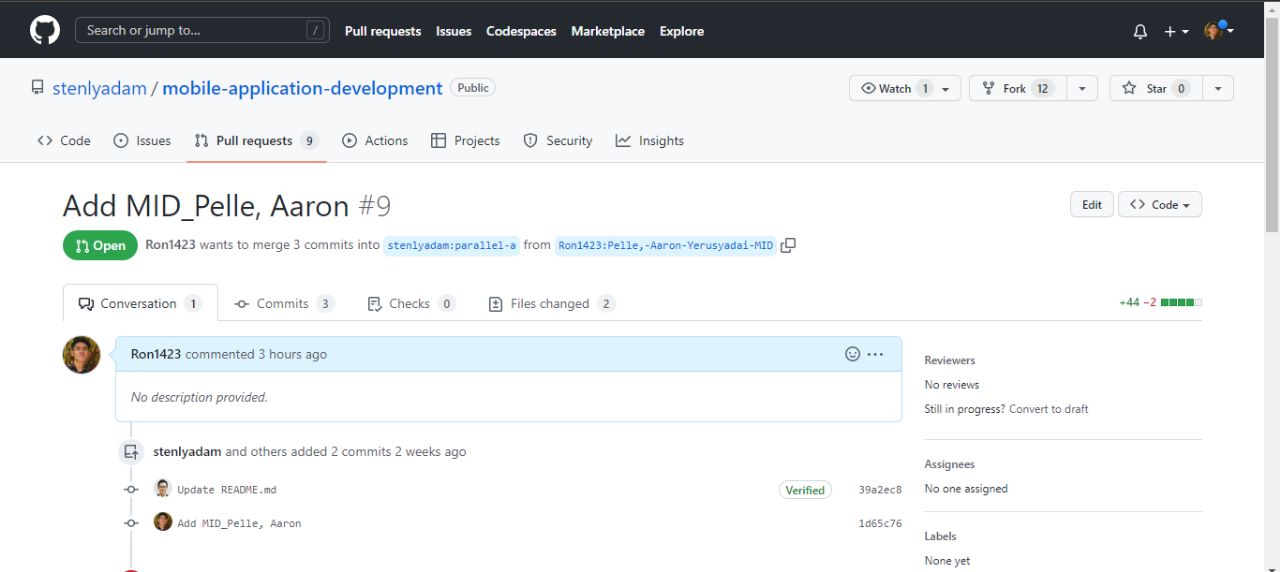 Search or jump to... / Pull requests Issues Codespaces Marketplace Explore
stenlyadam / mobile-application-development Public Watch 1 Fork 12 Star 0
Code Issues Pull requests 9 Actions Projects Security Insights
Add MID_Pelle, Aaron #9 Edit Code
Open Ron1423 wants to merge 3 commits into stenlyadam:parallel-a from Ron1423:Pelle,-Aaron-Yerusyadai-MID
Conversation 1 Commits 3 Checks 0 Files changed 2 +44 −2
Ron1423 commented 3 hours ago
No description provided.
stenlyadam and others added 2 commits 2 weeks ago
Update README.md Verified 39a2ec8
Add MID_Pelle, Aaron 1d65c76
Reviewers
No reviews
Still in progress? Convert to draft
Assignees
No one assigned
Labels
None yet